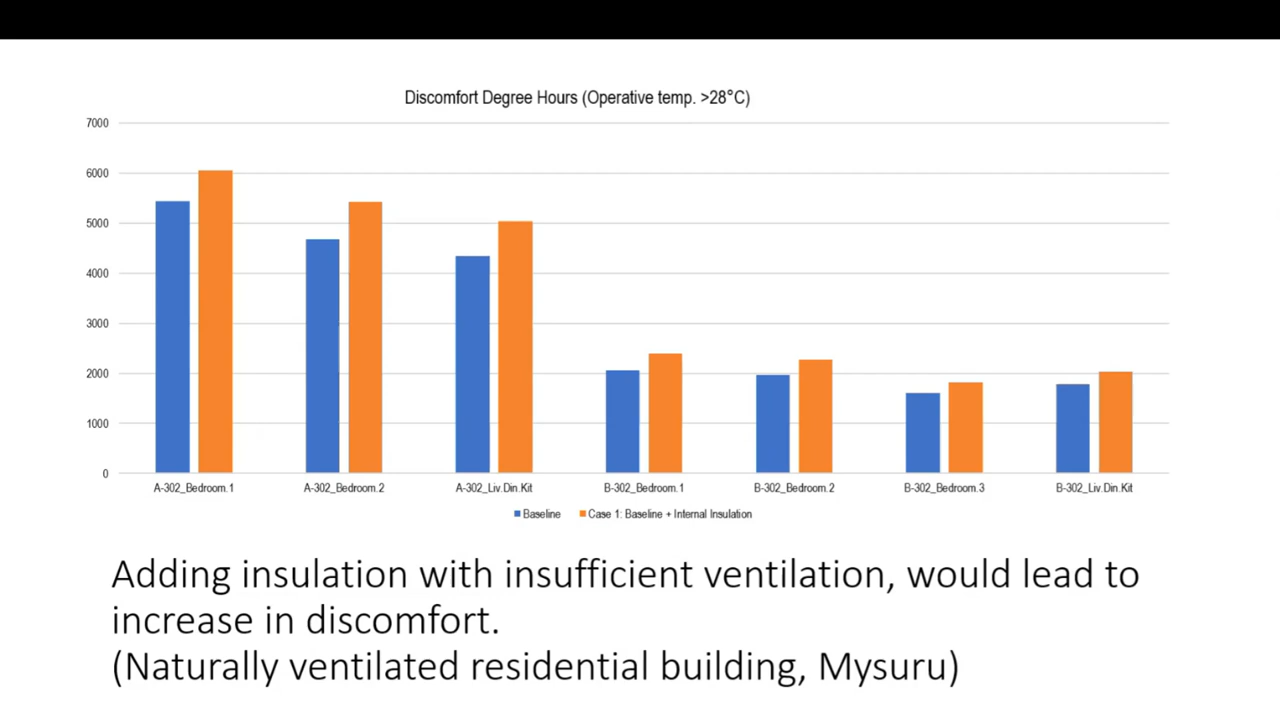 Discomfort Degree Hours (Operative temp. >28°C)
7000
6000
5000
4000
3000
2000
1000
0
A-302_Bedroom.1 A-302_Bedroom.2 A-302_Liv.Din.Kit B-302_Bedroom.1 B-302_Bedroom.2 B-302_Bedroom.3 B-302_Liv.Din.Kit
Baseline Case 1: Baseline + Internal Insulation
Adding insulation with insufficient ventilation, would lead to
increase in discomfort.
(Naturally ventilated residential building, Mysuru)